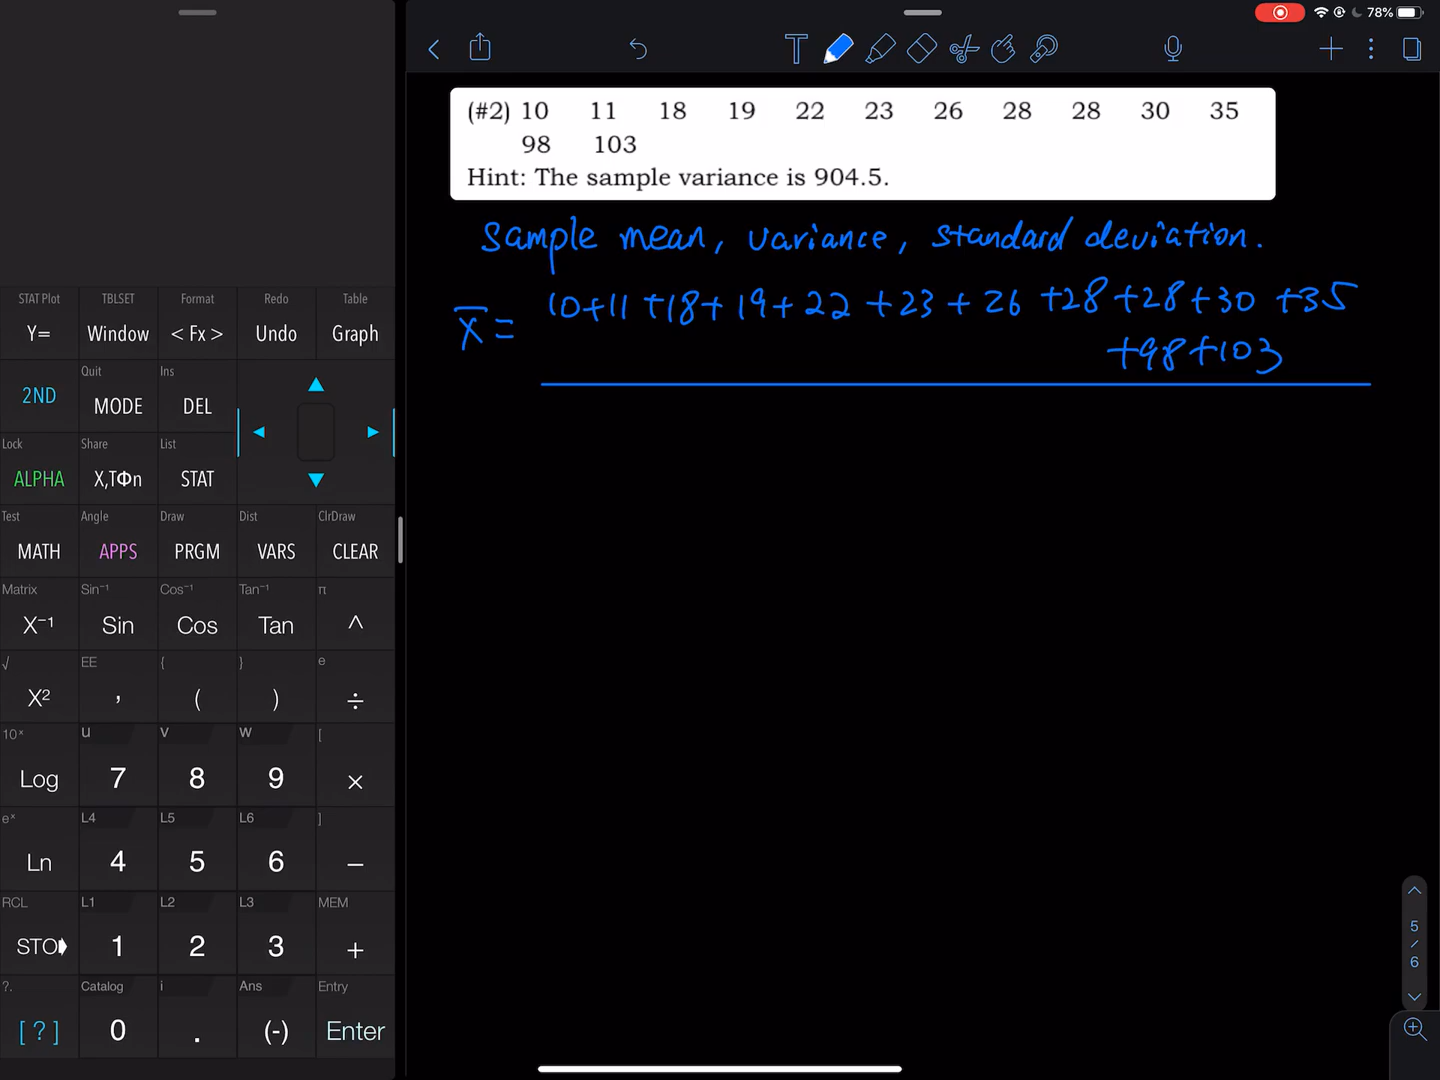 78%
(#2) 10 11 18 19 22 23 26 28 28 30 35
98 103
Hint: The sample variance is 904.5.
Sample mean, variance, standard deviation.
x̄ = 10+11+18+19+22+23+26+28+28+30+35
+98+103
STAT Plot TBLSET Format Redo Table
Y= Window < Fx > Undo Graph
Quit Ins
2ND MODE DEL
Lock Share List
ALPHA X,TΦn STAT
Test Angle Draw Dist ClrDraw
MATH APPS PRGM VARS CLEAR
Matrix Sin⁻¹ Cos⁻¹ Tan⁻¹ π
X⁻¹ Sin Cos Tan ^
√ EE { } e
X² , ( ) ÷
10ˣ u v w [
Log 7 8 9 ×
eˣ L4 L5 L6 ]
Ln 4 5 6 −
RCL L1 L2 L3 MEM
STO 1 2 3 +
?. Catalog i Ans Entry
[ ? ] 0 . (-) Enter
5
/
6